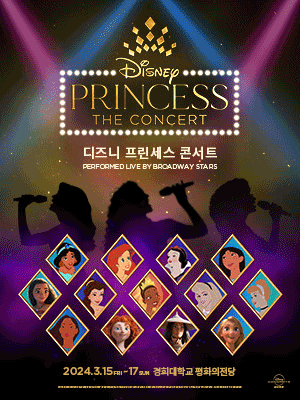 Disney
PRINCESS
THE CONCERT
디즈니 프린세스 콘서트
PERFORMED LIVE BY BROADWAY STARS
2024.3.15 FRI ~17 SUN 경희대학교 평화의전당